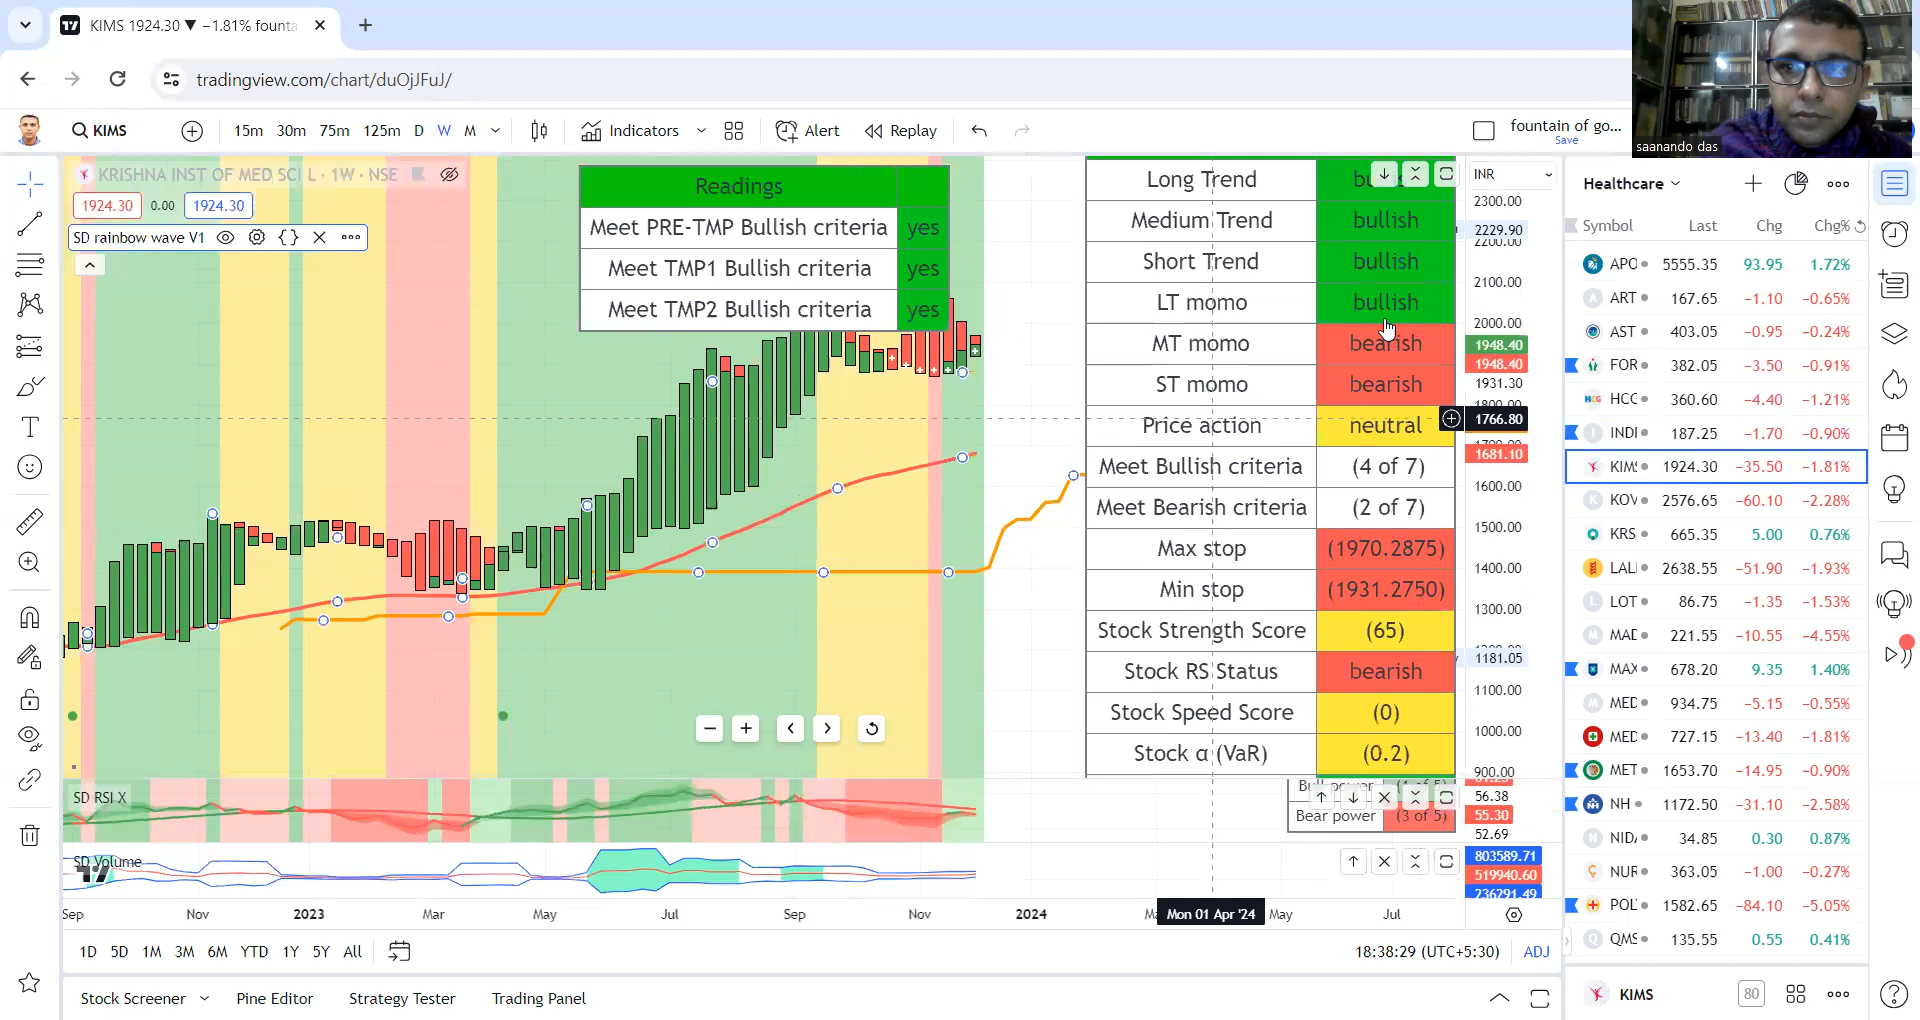 KIMS 1924.30 ▼ −1.81% founta
tradingview.com/chart/duOjJFuJ/
saanando das
KIMS
15m 30m 75m 125m D W M
Indicators
Alert
Replay
fountain of go...
Save
KRISHNA INST OF MED SCI L · 1W · NSE
1924.30 0.00 1924.30
SD rainbow wave V1
Readings
Meet PRE-TMP Bullish criteria yes
Meet TMP1 Bullish criteria yes
Meet TMP2 Bullish criteria yes
Long Trend
Medium Trend bullish
Short Trend bullish
LT momo bullish
MT momo bearish
ST momo bearish
Price action neutral
Meet Bullish criteria (4 of 7)
Meet Bearish criteria (2 of 7)
Max stop (1970.2875)
Min stop (1931.2750)
Stock Strength Score (65)
Stock RS Status bearish
Stock Speed Score (0)
Stock α (VaR) (0.2)
Bear power (3 of 5)
INR
2300.00
2229.90
2200.00
2100.00
2000.00
1948.40
1948.40
1931.30
1766.80
1681.10
1600.00
1500.00
1400.00
1300.00
1181.05
1100.00
1000.00
900.00
56.38
55.30
52.69
803589.71
519940.60
236291.49
SD RSI X
SD Volume
Sep Nov 2023 Mar May Jul Sep Nov 2024 Mon 01 Apr '24 May Jul
1D 5D 1M 3M 6M YTD 1Y 5Y All
18:38:29 (UTC+5:30) ADJ
Stock Screener Pine Editor Strategy Tester Trading Panel
Healthcare
Symbol Last Chg Chg%
APO 5555.35 93.95 1.72%
ART 167.65 −1.10 −0.65%
AST 403.05 −0.95 −0.24%
FOR 382.05 −3.50 −0.91%
HCG 360.60 −4.40 −1.21%
INDI 187.25 −1.70 −0.90%
KIMS 1924.30 −35.50 −1.81%
KOV 2576.65 −60.10 −2.28%
KRS 665.35 5.00 0.76%
LAL 2638.55 −51.90 −1.93%
LOT 86.75 −1.35 −1.53%
MAD 221.55 −10.55 −4.55%
MAX 678.20 9.35 1.40%
MED 934.75 −5.15 −0.55%
MED 727.15 −13.40 −1.81%
MET 1653.70 −14.95 −0.90%
NH 1172.50 −31.10 −2.58%
NID 34.85 0.30 0.87%
NUR 363.05 −1.00 −0.27%
POL 1582.65 −84.10 −5.05%
QMS 135.55 0.55 0.41%
KIMS 80